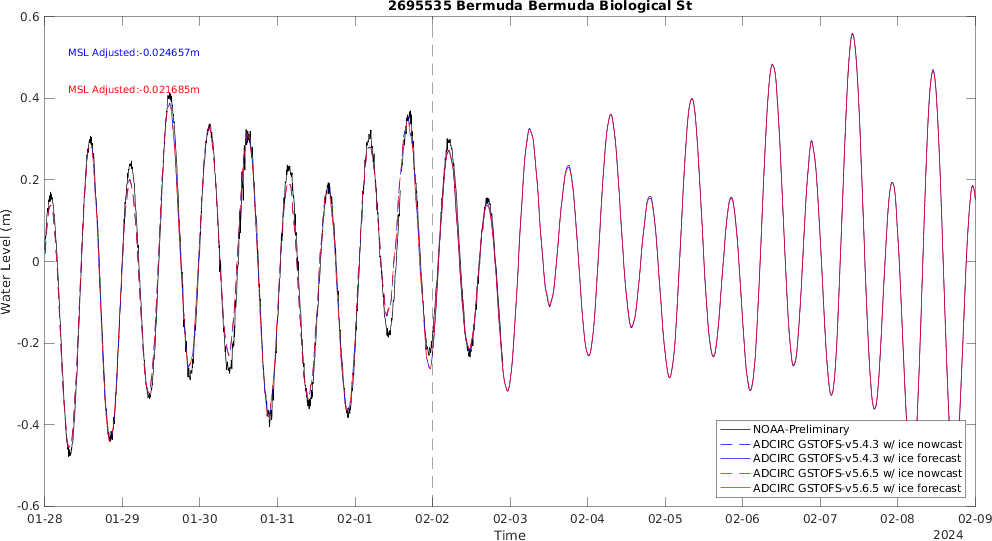 2695535 Bermuda Bermuda Biological St
0.6
MSL Adjusted:-0.024657m
MSL Adjusted:-0.021685m
0.4
0.2
0
-0.2
-0.4
-0.6
Water Level (m)
NOAA-Preliminary
ADCIRC GSTOFS-v5.4.3 w/ ice nowcast
ADCIRC GSTOFS-v5.4.3 w/ ice forecast
ADCIRC GSTOFS-v5.6.5 w/ ice nowcast
ADCIRC GSTOFS-v5.6.5 w/ ice forecast
01-28 01-29 01-30 01-31 02-01 02-02 02-03 02-04 02-05 02-06 02-07 02-08 02-09
Time
2024